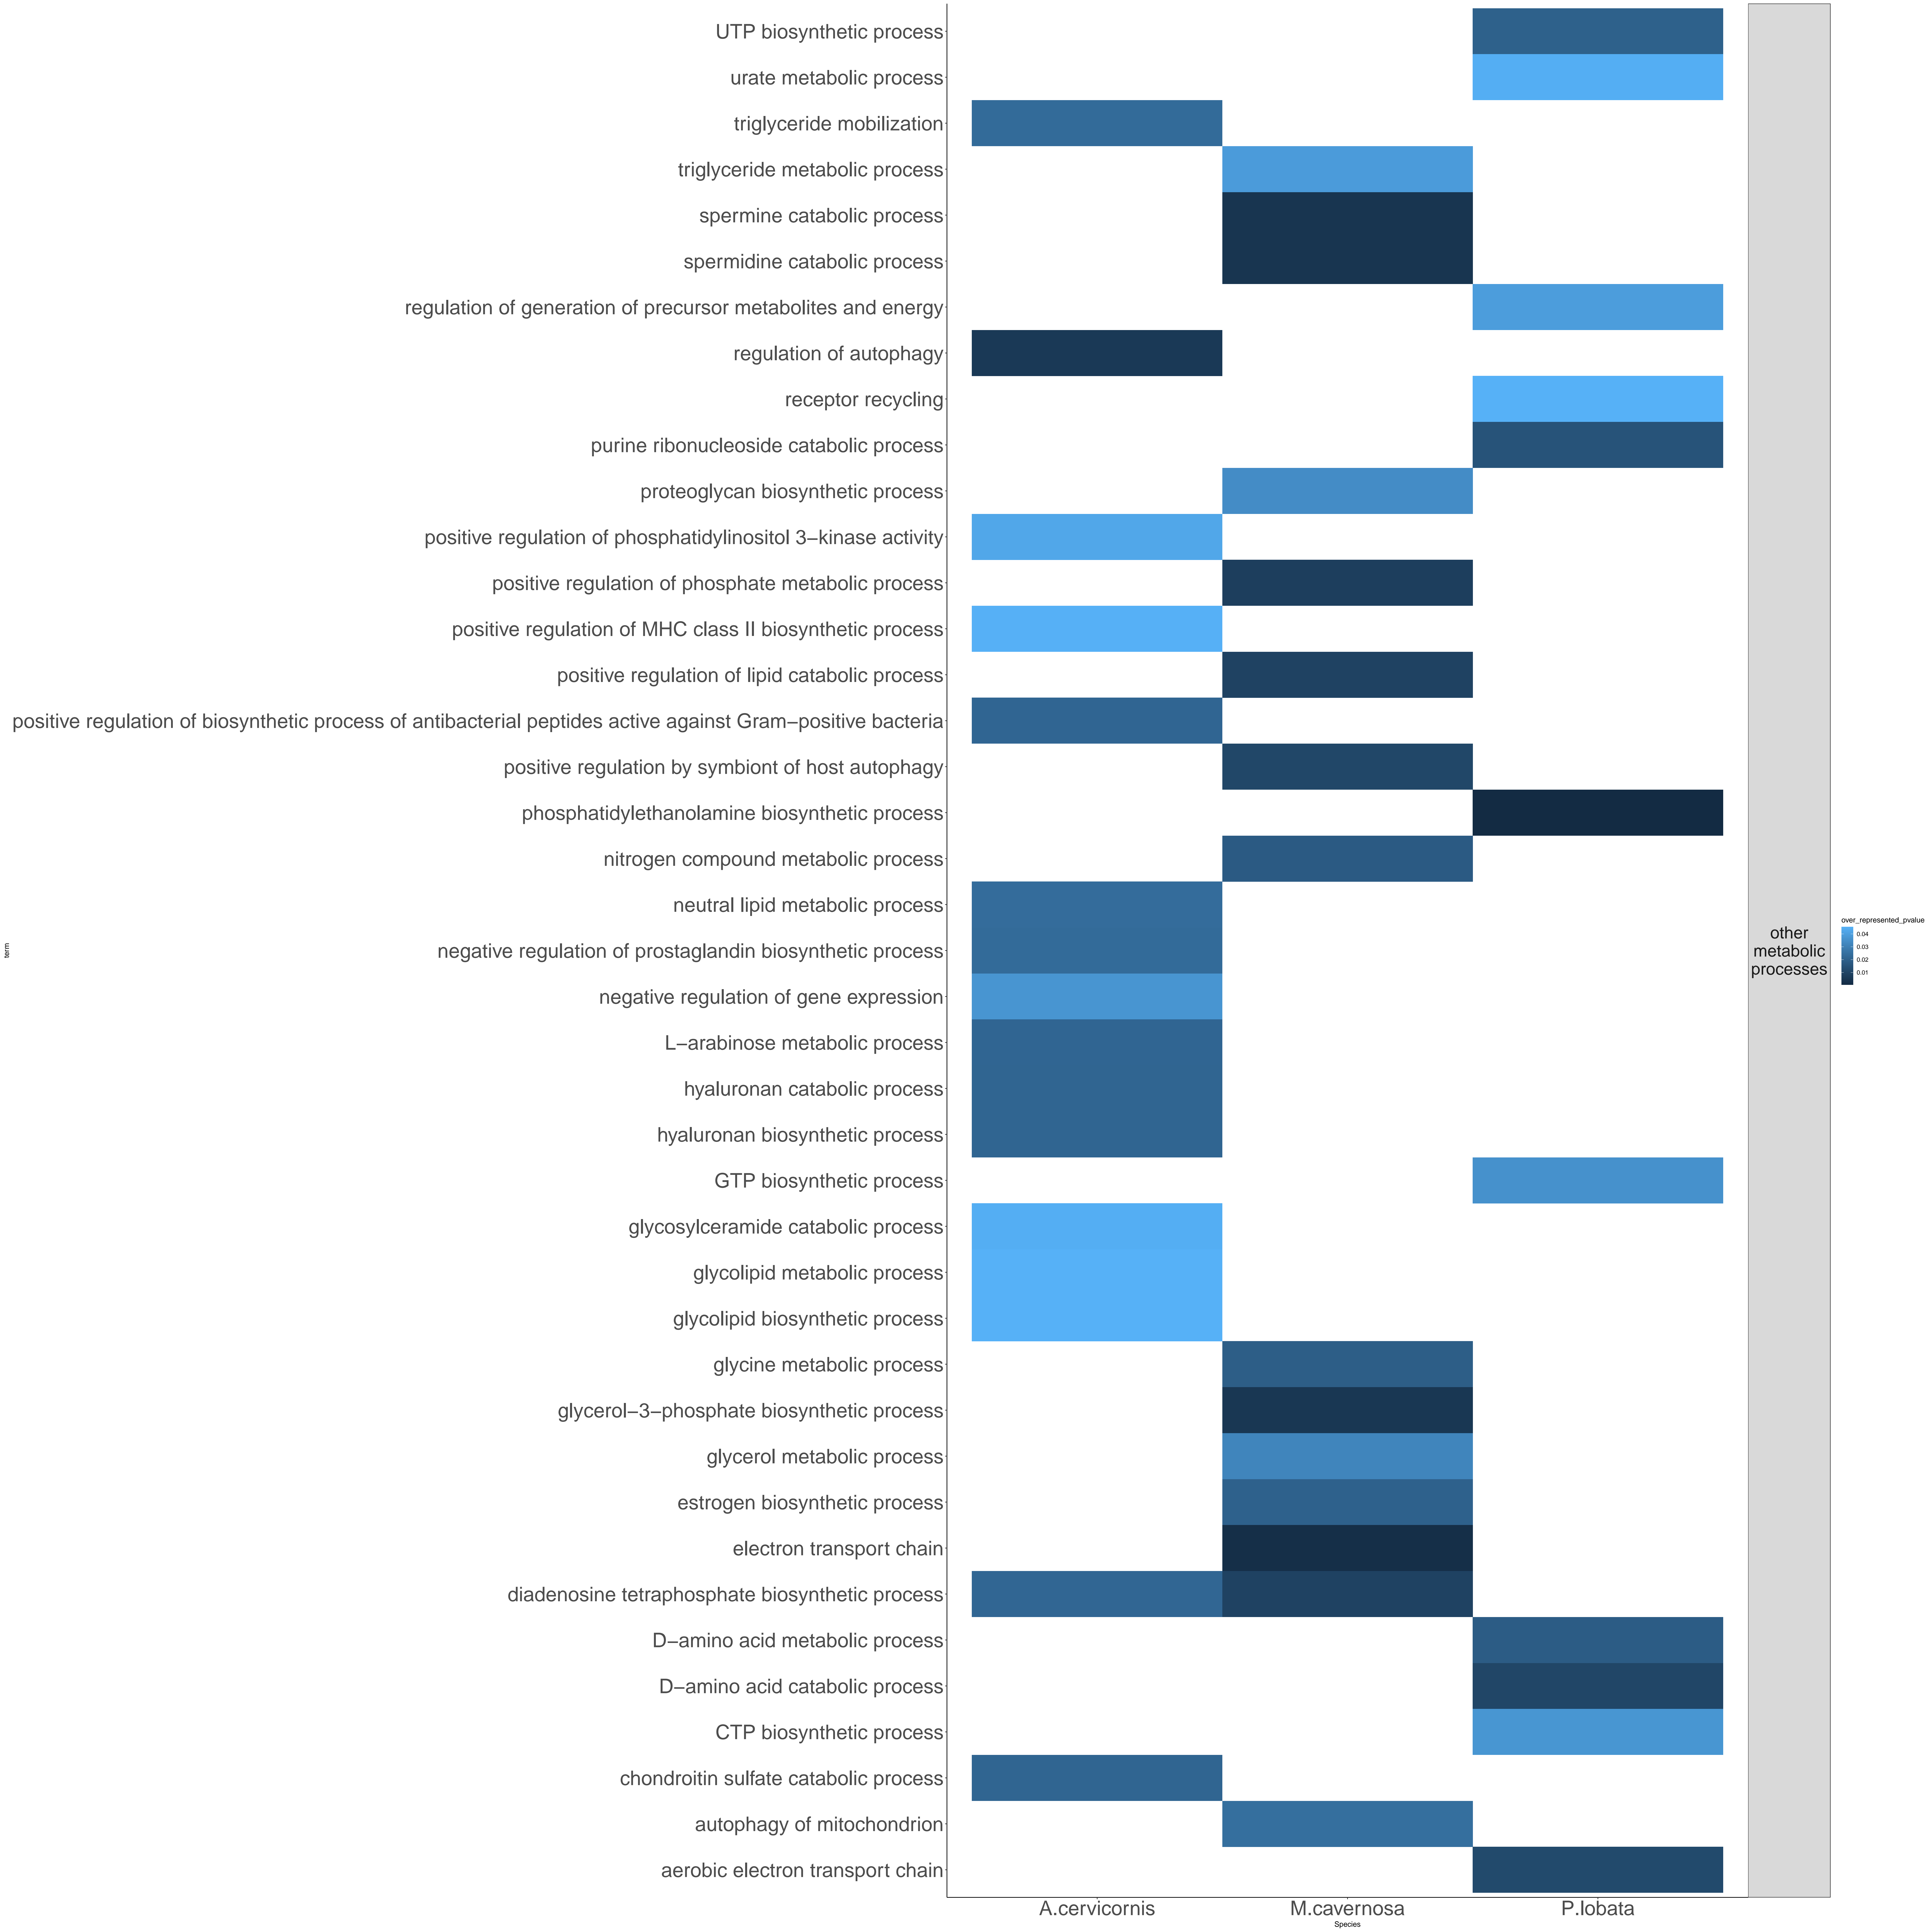 UTP biosynthetic process
urate metabolic process
triglyceride mobilization
triglyceride metabolic process
spermine catabolic process
spermidine catabolic process
regulation of generation of precursor metabolites and energy
regulation of autophagy
receptor recycling
purine ribonucleoside catabolic process
proteoglycan biosynthetic process
positive regulation of phosphatidylinositol 3−kinase activity
positive regulation of phosphate metabolic process
positive regulation of MHC class II biosynthetic process
positive regulation of lipid catabolic process
positive regulation of biosynthetic process of antibacterial peptides active against Gram−positive bacteria
positive regulation by symbiont of host autophagy
phosphatidylethanolamine biosynthetic process
nitrogen compound metabolic process
neutral lipid metabolic process
negative regulation of prostaglandin biosynthetic process
negative regulation of gene expression
L−arabinose metabolic process
hyaluronan catabolic process
hyaluronan biosynthetic process
GTP biosynthetic process
glycosylceramide catabolic process
glycolipid metabolic process
glycolipid biosynthetic process
glycine metabolic process
glycerol−3−phosphate biosynthetic process
glycerol metabolic process
estrogen biosynthetic process
electron transport chain
diadenosine tetraphosphate biosynthetic process
D−amino acid metabolic process
D−amino acid catabolic process
CTP biosynthetic process
chondroitin sulfate catabolic process
autophagy of mitochondrion
aerobic electron transport chain
term
A.cervicornis
M.cavernosa
P.lobata
Species
other
metabolic
processes
over_represented_pvalue
0.04
0.03
0.02
0.01